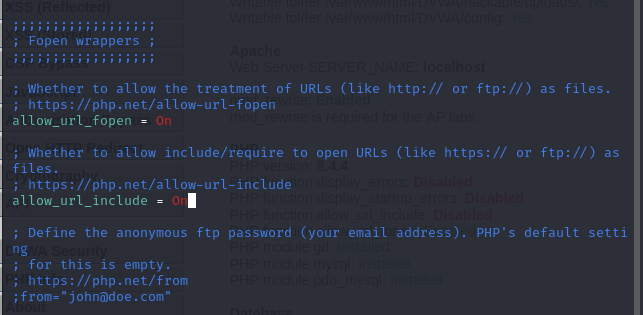 ;;;;;;;;;;;;;;;;;;
; Fopen wrappers ;
;;;;;;;;;;;;;;;;;;
; Whether to allow the treatment of URLs (like http:// or ftp://) as files.
; https://php.net/allow-url-fopen
allow_url_fopen = On
; Whether to allow include/require to open URLs (like https:// or ftp://) as
files.
; https://php.net/allow-url-include
allow_url_include = On
; Define the anonymous ftp password (your email address). PHP's default setti
ng
; for this is empty.
; https://php.net/from
;from="john@doe.com"
XSS (Reflected)
Security
About
Writable folder /var/www/html/DVWA/hackable/uploads/: Yes
Writable folder /var/www/html/DVWA/config: Yes
Apache
Web Server SERVER_NAME: localhost
mod_rewrite: Enabled
mod_rewrite is required for the AP labs.
PHP version: 8.4.4
PHP function display_errors: Disabled
PHP function display_startup_errors: Disabled
PHP function allow_url_include: Disabled
PHP module gd: Installed
PHP module mysql: Installed
PHP module pdo_mysql: Installed
Database